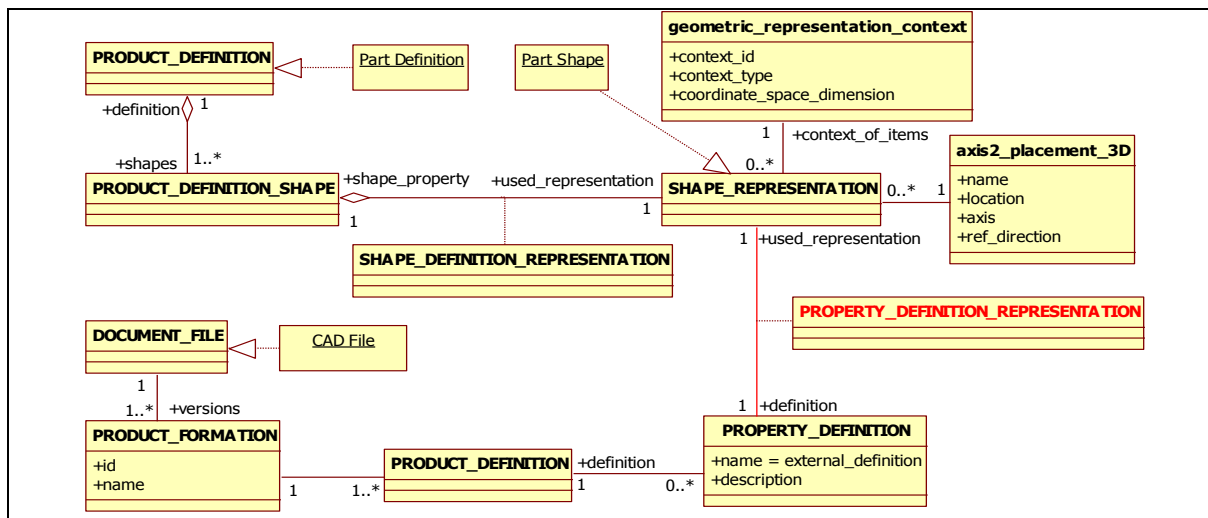 geometric_representation_context
+context_id
+context_type
+coordinate_space_dimension
PRODUCT_DEFINITION
Part Definition
Part Shape
+definition
1
1
+context_of_items
+shapes
1..*
0..*
axis2_placement_3D
+name
+location
+axis
+ref_direction
PRODUCT_DEFINITION_SHAPE
+shape_property
+used_representation
SHAPE_REPRESENTATION
0..*
1
1
1
SHAPE_DEFINITION_REPRESENTATION
1
+used_representation
PROPERTY_DEFINITION_REPRESENTATION
DOCUMENT_FILE
CAD File
1
1..*
+versions
1
+definition
PRODUCT_FORMATION
+id
+name
1
1..*
PRODUCT_DEFINITION
+definition
1
0..*
PROPERTY_DEFINITION
+name = external_definition
+description